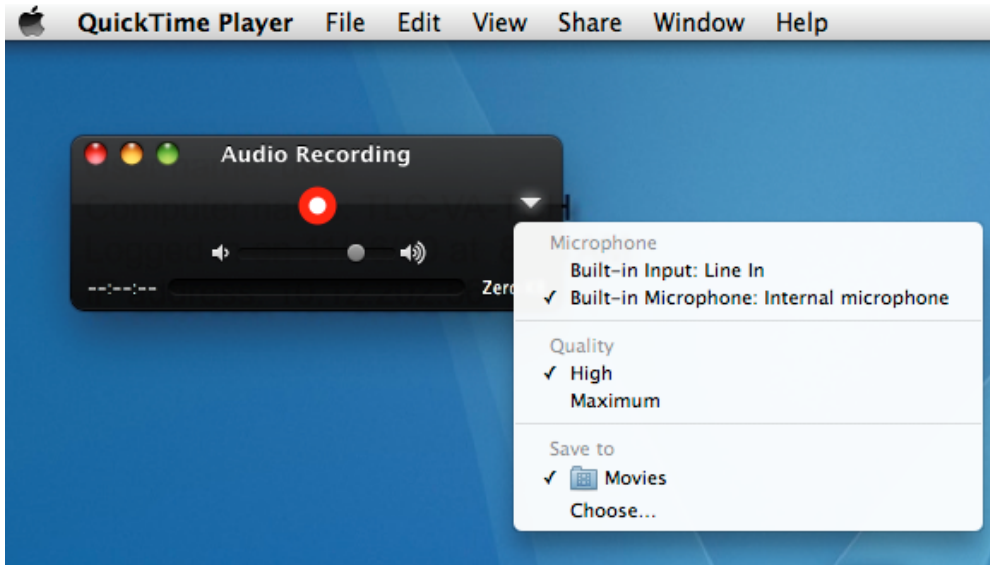 QuickTime Player File Edit View Share Window Help
Audio Recording
--:--:--
Microphone
Built-in Input: Line In
✓ Built-in Microphone: Internal microphone
Quality
✓ High
Maximum
Save to
✓ Movies
Choose...